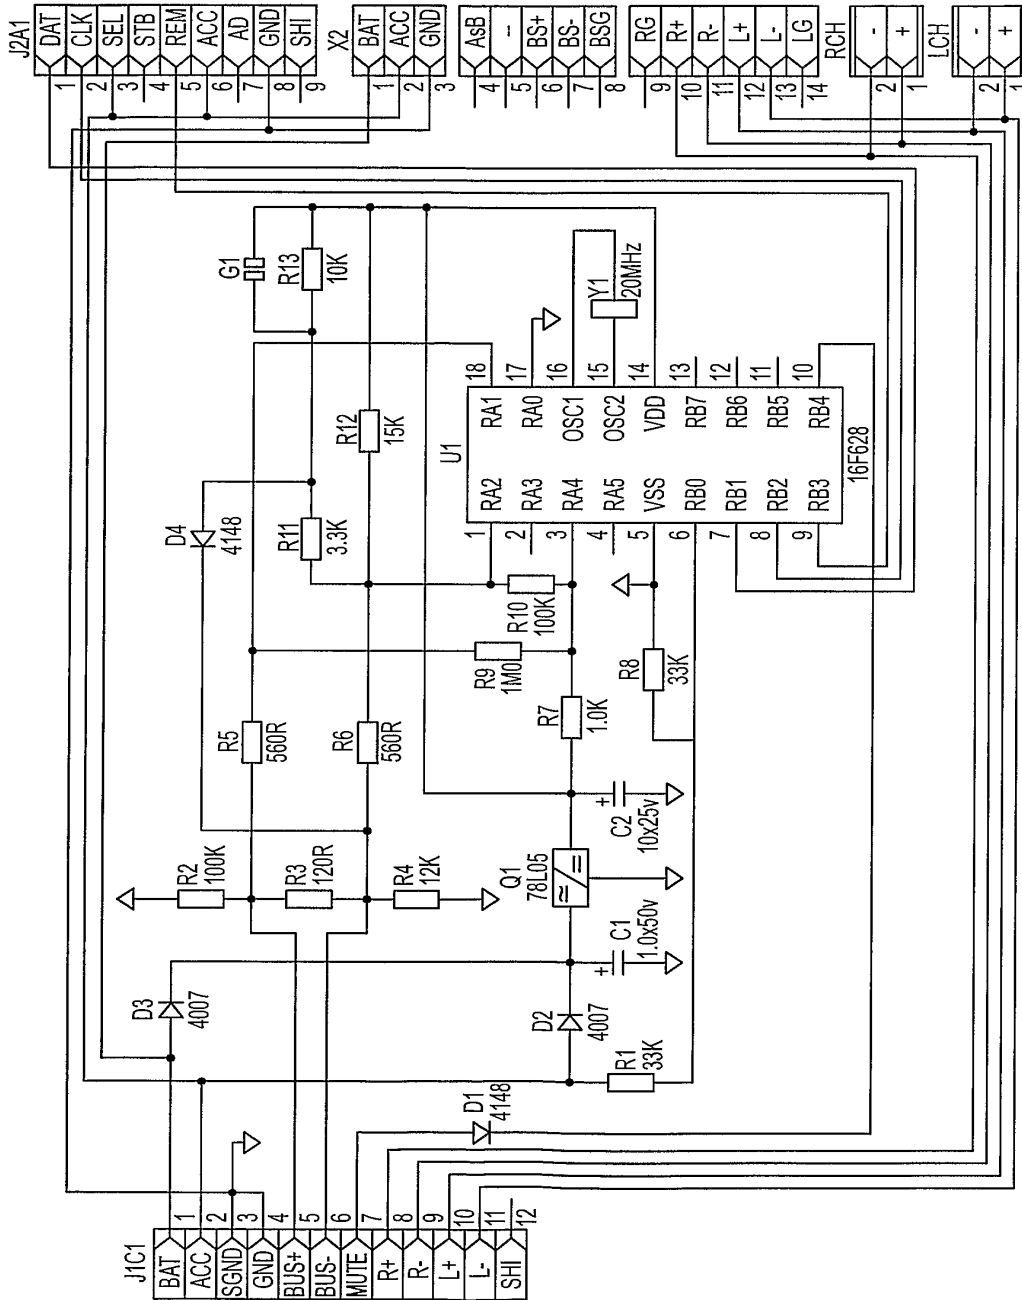 J2A1
DAT 1
CLK 2
SEL 3
STB 4
REM 5
ACC 6
AD 7
GND 8
SHI 9
X2
BAT 1
ACC 2
GND 3
AsB 4
-- 5
BS+ 6
BS- 7
BSG 8
RG 9
R+ 10
R- 11
L+ 12
L- 13
LG 14
RCH
- 2
+ 1
LCH
- 2
+ 1
G1
R13
10K
R12
15K
D4
4148
R11
3.3K
Y1
20MHz
U1
16F628
RA1 18
RA0 17
OSC1 16
OSC2 15
VDD 14
RB7 13
RB6 12
RB5 11
RB4 10
RA2 1
RA3 2
RA4 3
RA5 4
VSS 5
RB0 6
RB1 7
RB2 8
RB3 9
R10
100K
R9
1M0
R8
33K
R7
1.0K
R5
560R
R6
560R
+
C2
10x25v
R2
100K
R3
120R
R4
12K
Q1
78L05
+
C1
1.0x50v
D3
4007
D2
4007
R1
33K
D1
4148
J1C1
BAT 1
ACC 2
SGND 3
GND 4
BUS+ 5
BUS- 6
MUTE 7
R+ 8
R- 9
L+ 10
L- 11
SHI 12